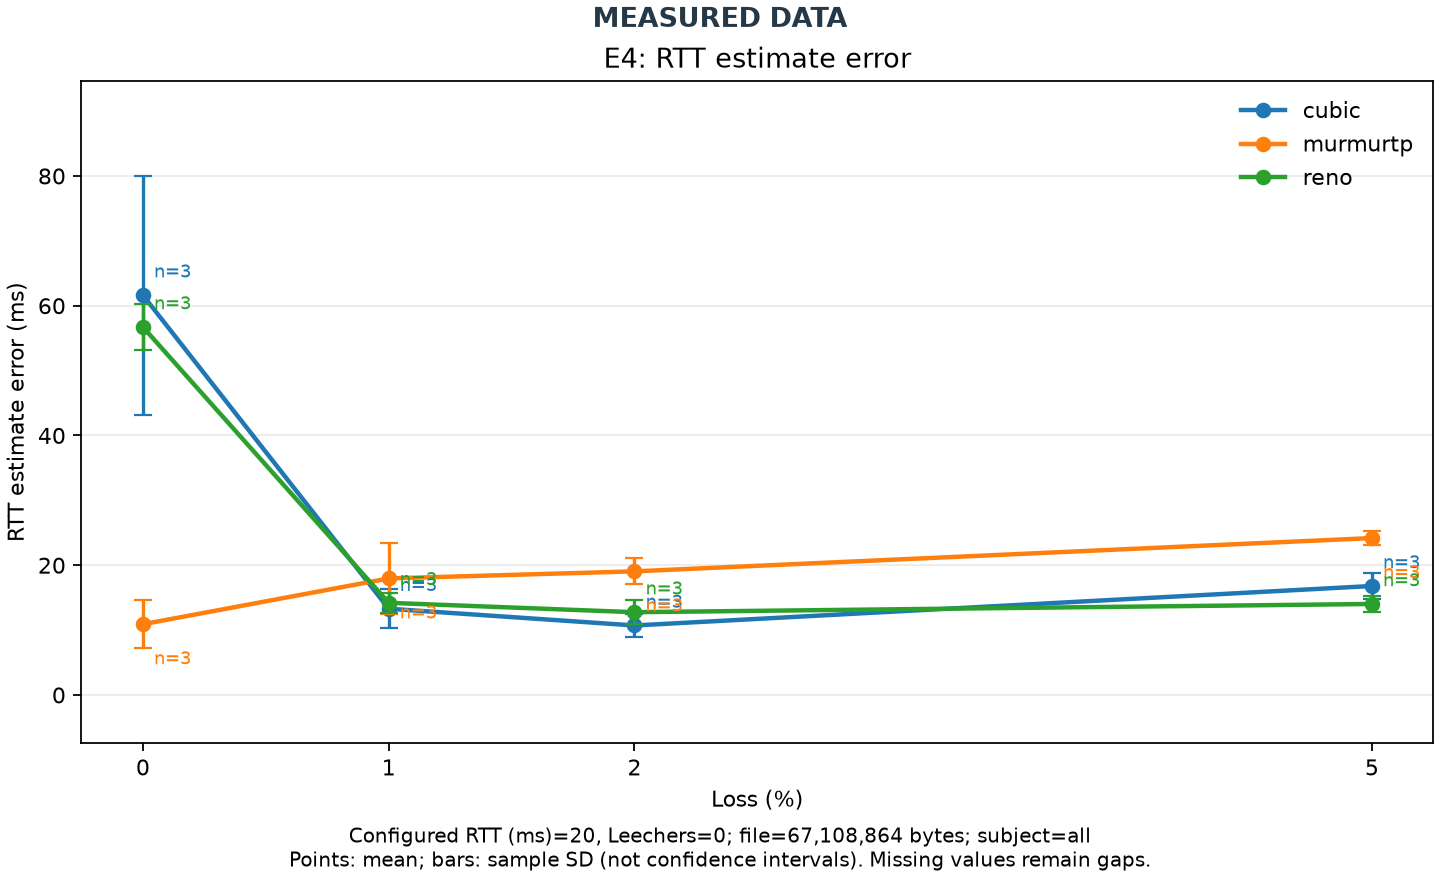 MEASURED DATA
E4: RTT estimate error
cubic
murmurtp
reno
RTT estimate error (ms)
80
60
40
20
0
n=3
n=3
n=3
n=3
n=3
n=3
n=3
n=3
n=3
n=3
n=3
n=3
0
1
2
5
Loss (%)
Configured RTT (ms)=20, Leechers=0; file=67,108,864 bytes; subject=all
Points: mean; bars: sample SD (not confidence intervals). Missing values remain gaps.